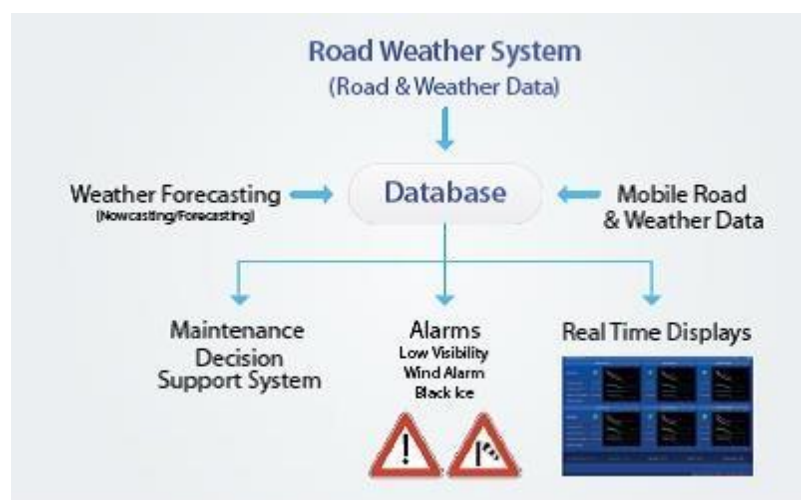 Road Weather System
(Road & Weather Data)
Weather Forecasting
(Nowcasting/Forecasting)
Database
Mobile Road
& Weather Data
Maintenance
Decision
Support System
Alarms
Low Visibility
Wind Alarm
Black Ice
!
Real Time Displays